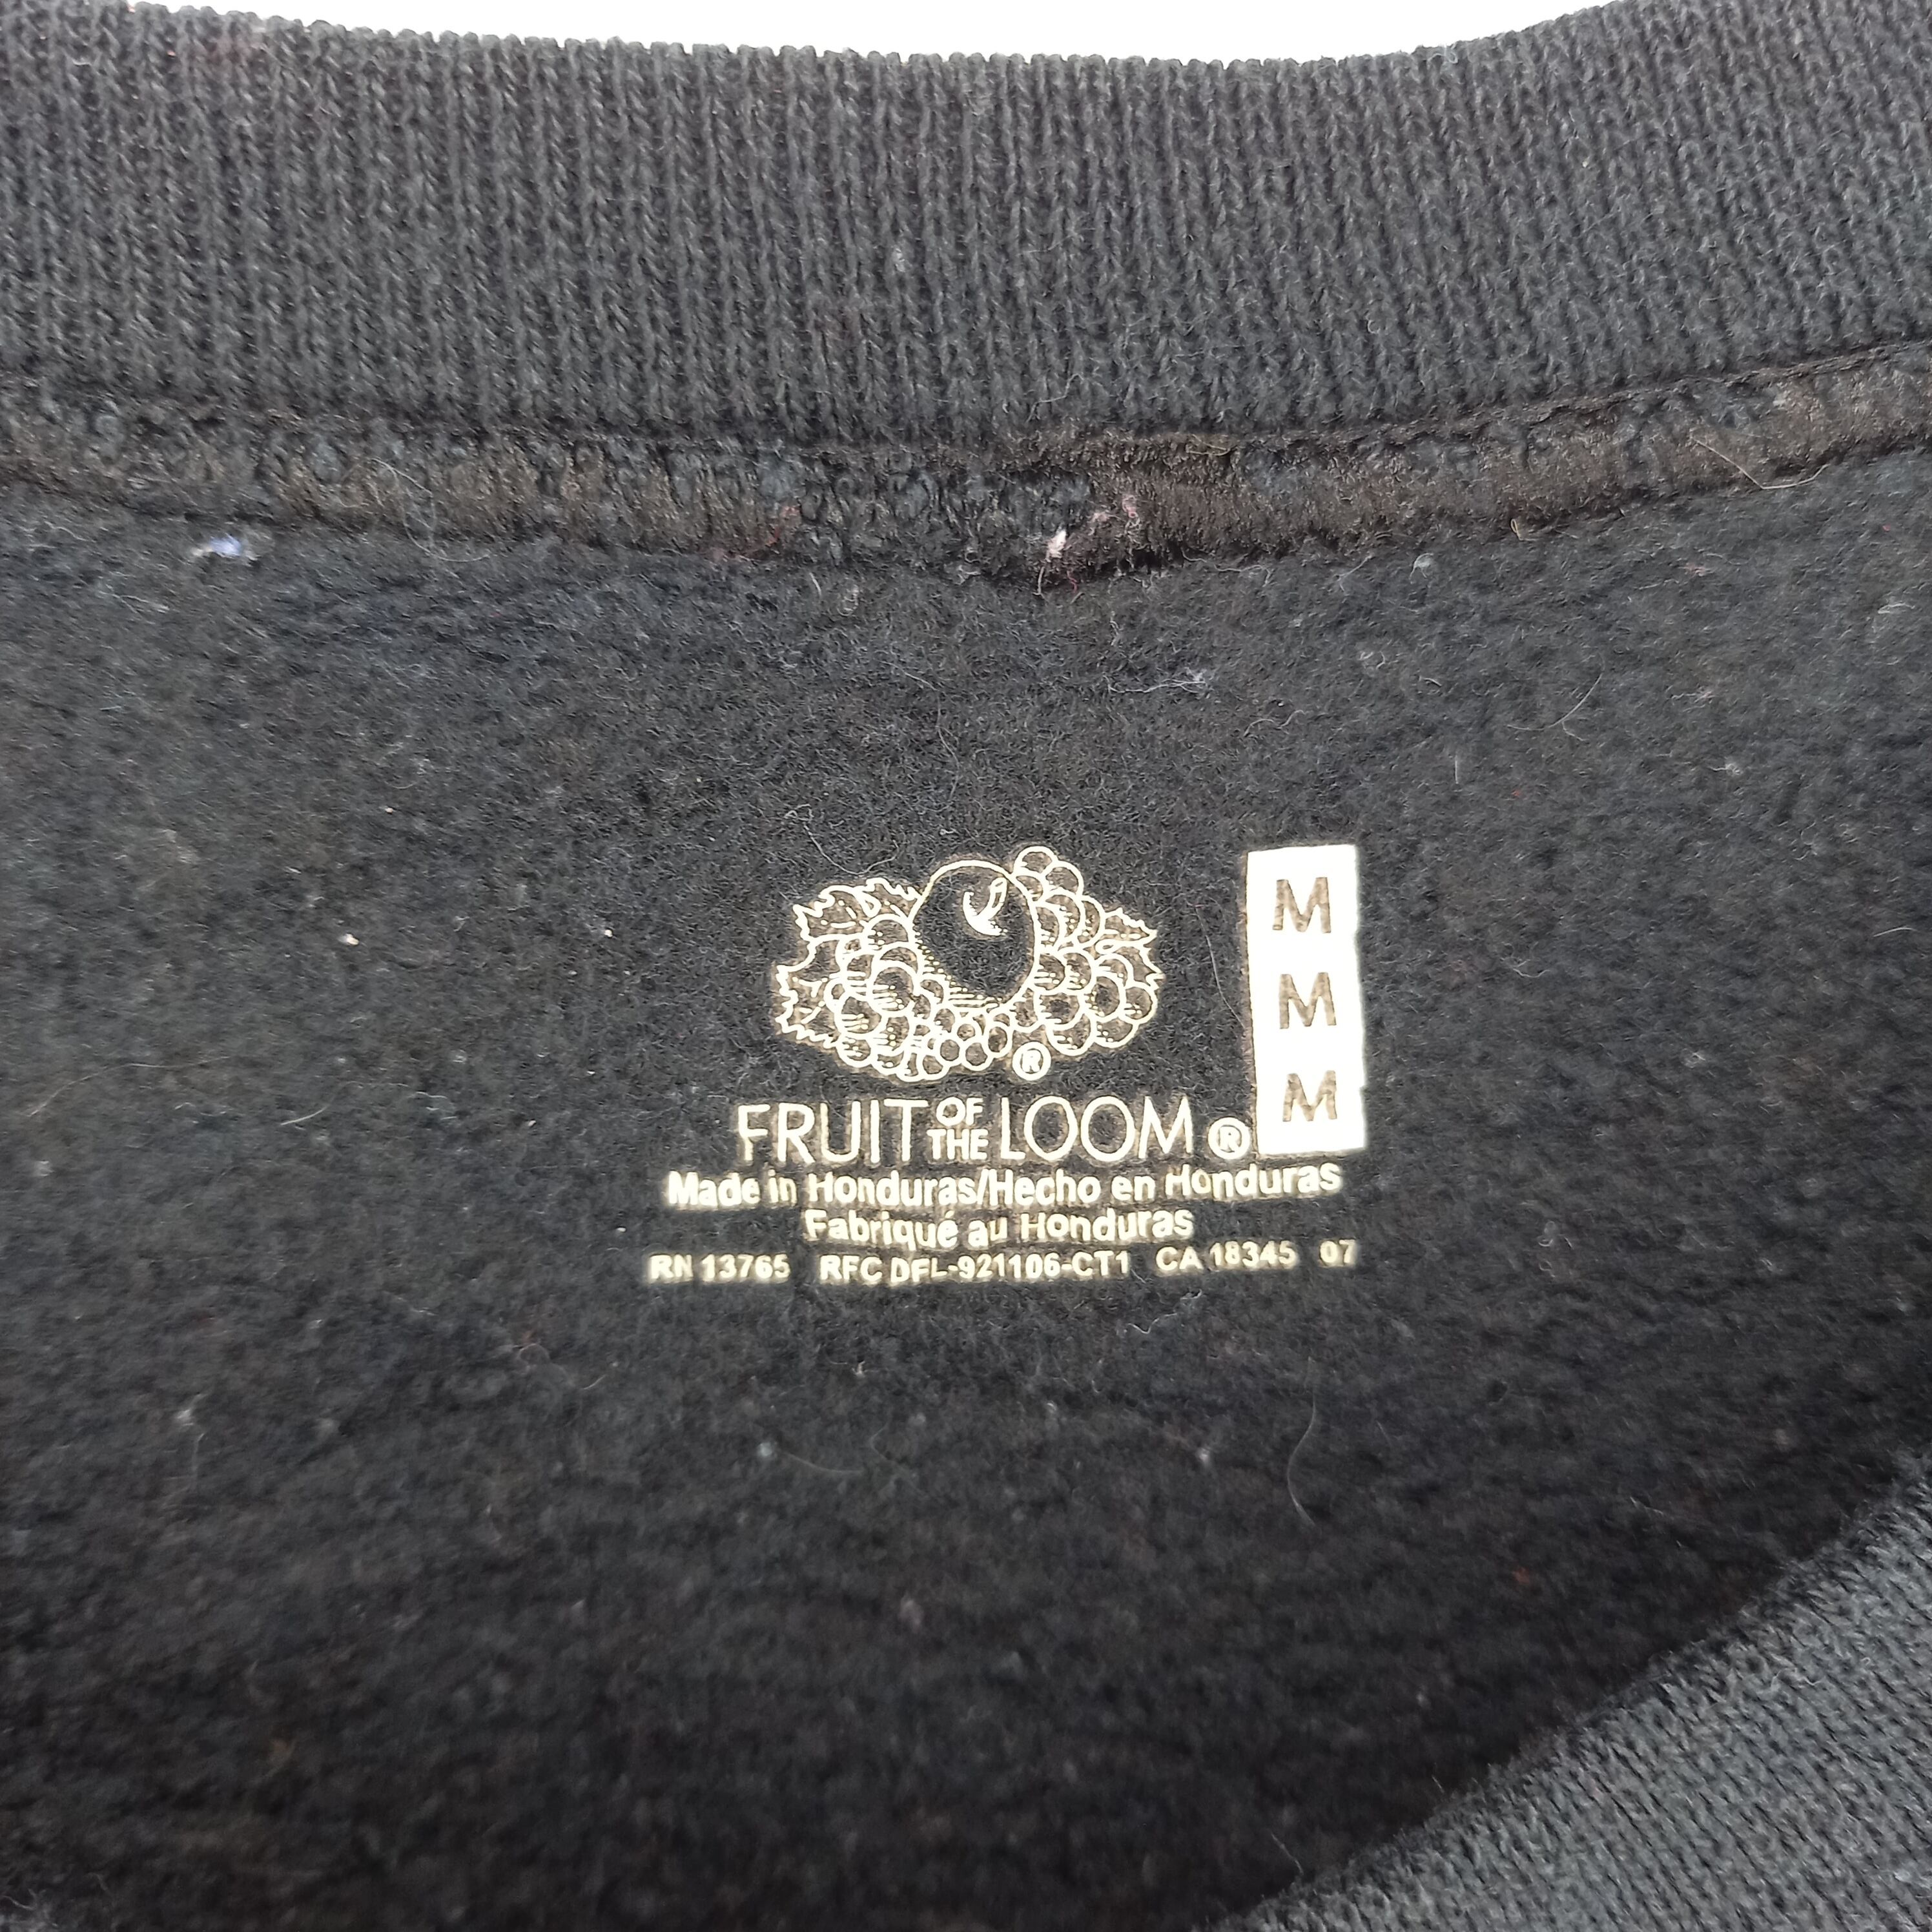 M
M
M
®
FRUIT OF THE LOOM ®
Made in Honduras/Hecho en Honduras
Fabriqué au Honduras
RN 13765 RFC DFL-921106-CT1 CA 18345 07